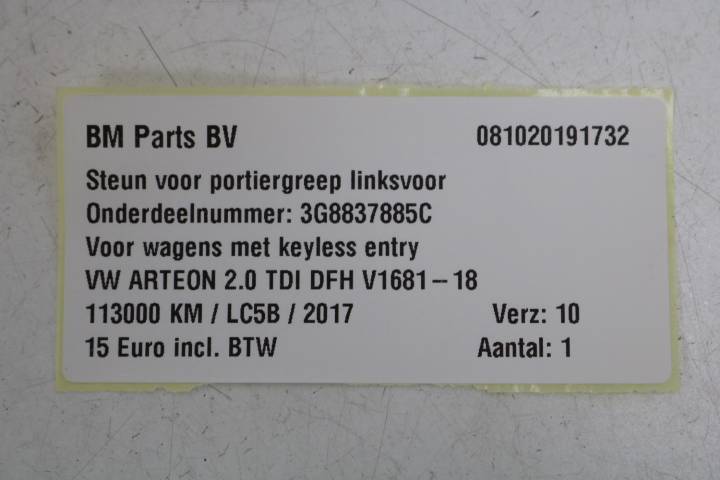 BM Parts BV 081020191732
Steun voor portiergreep linksvoor
Onderdeelnummer: 3G8837885C
Voor wagens met keyless entry
VW ARTEON 2.0 TDI DFH V1681-18
113000 KM / LC5B / 2017 Verz: 10
15 Euro incl. BTW Aantal: 1